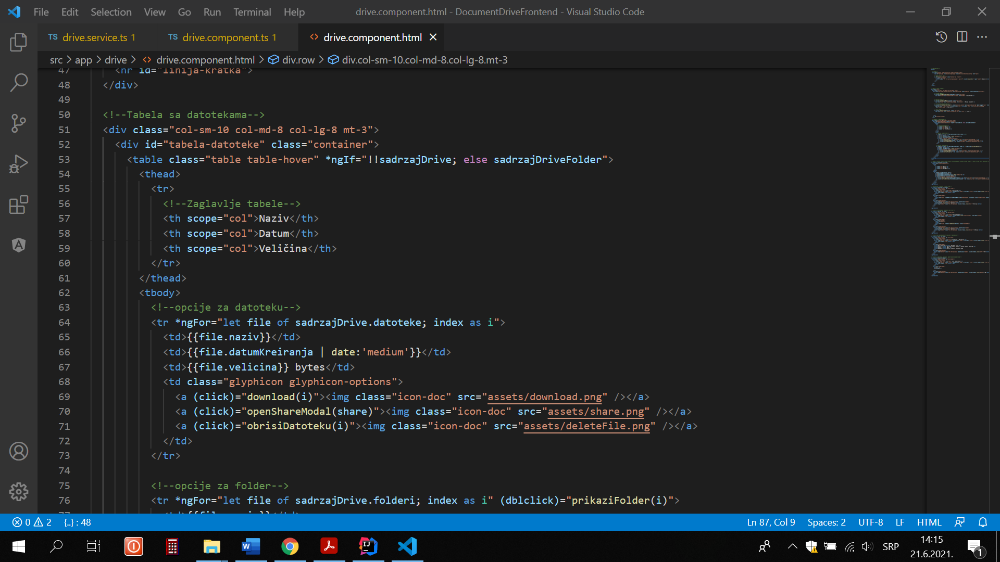 File Edit Selection View Go Run Terminal Help drive.component.html - DocumentDriveFrontend - Visual Studio Code
TS drive.service.ts 1 TS drive.component.ts 1 <> drive.component.html
src > app > drive > <> drive.component.html > div.row > div.col-sm-10.col-md-8.col-lg-8.mt-3
47 <hr id="linija-kratka">
48 </div>
49
50 <!--Tabela sa datotekama-->
51 <div class="col-sm-10 col-md-8 col-lg-8 mt-3">
52 <div id="tabela-datoteke" class="container">
53 <table class="table table-hover" *ngIf="!!sadrzajDrive; else sadrzajDriveFolder">
54 <thead>
55 <tr>
56 <!--Zaglavlje tabele-->
57 <th scope="col">Naziv</th>
58 <th scope="col">Datum</th>
59 <th scope="col">Veličina</th>
60 </tr>
61 </thead>
62 <tbody>
63 <!--opcije za datoteku-->
64 <tr *ngFor="let file of sadrzajDrive.datoteke; index as i">
65 <td>{{file.naziv}}</td>
66 <td>{{file.datumKreiranja | date:'medium'}}</td>
67 <td>{{file.velicina}} bytes</td>
68 <td class="glyphicon glyphicon-options">
69 <a (click)="download(i)"><img class="icon-doc" src="assets/download.png" /></a>
70 <a (click)="openShareModal(share)"><img class="icon-doc" src="assets/share.png" /></a>
71 <a (click)="obrisiDatoteku(i)"><img class="icon-doc" src="assets/deleteFile.png" /></a>
72 </td>
73 </tr>
74
75 <!--opcije za folder-->
76 <tr *ngFor="let file of sadrzajDrive.folderi; index as i" (dblclick)="prikaziFolder(i)">
0 2 {..} : 48 Ln 87, Col 9 Spaces: 2 UTF-8 LF HTML
SRP 14:15
21.6.2021. 1